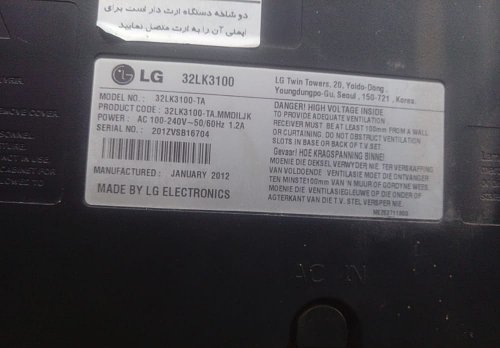 دو شاخه دستگاه ارت دار است برای
ایمنی آن را به ارت متصل نمایید
LG 32LK3100
LG Twin Towers, 20, Yoido-Dong,
Youngdungpo-Gu, Seoul, 150-721, Korea.
MODEL NO. : 32LK3100-TA
PRODUCT CODE : 32LK3100-TA.MMDILJK
POWER : AC 100-240V~50/60Hz 1.2A
SERIAL NO. : 201ZVSB16704
MANUFACTURED : JANUARY 2012
MADE BY LG ELECTRONICS
DANGER! HIGH VOLTAGE INSIDE
TO PROVIDE ADEQUATE VENTILATION
RECEIVER MUST BE AT LEAST 100mm FROM A WALL
OR CURTAINING. DO NOT OBSTRUCT VENTILATION
SLOTS IN BASE OR BACK OF T.V SET.
Gevaar! HOE KRAGSPANNING BINNE!
MOENIE DIE DEKSEL VERWYDER NIE. TER VERSKAFFING
VAN VOLDOENDE VENTILASIE MOET DIE ONTVANGER
TEN MINSTE 100mm VAN 'N MUUR OF GORDYNE WEES.
MOENIE DIE VENTILASIEGLEUWE OP DIE ONDER OF
AGTERKANT VAN DIE T.V. STEL VERSPER NIE.
REMOVE COVER.
AC IN